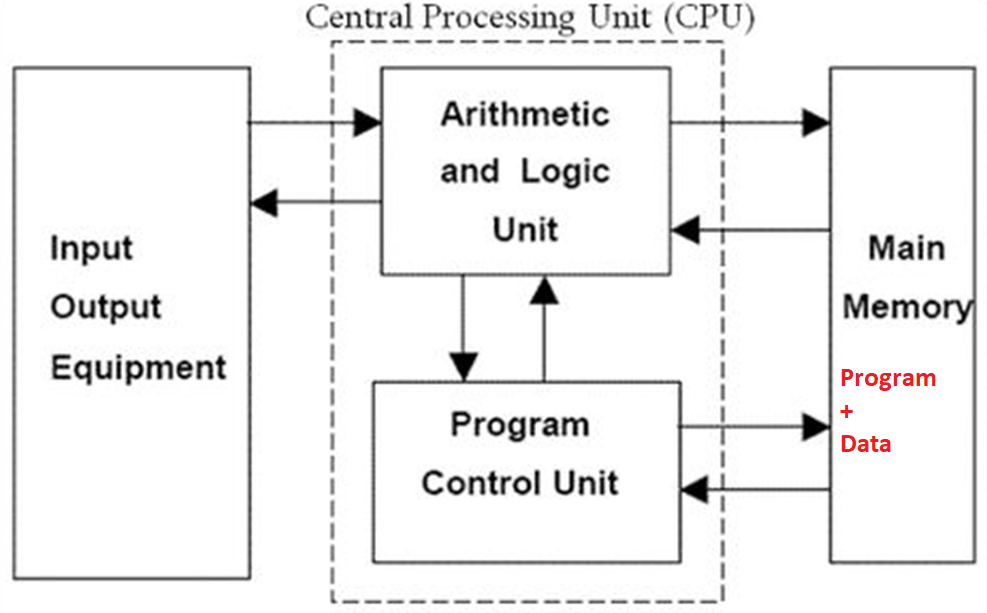 Central Processing Unit (CPU)
Input
Output
Equipment
Arithmetic
and Logic
Unit
Program
Control Unit
Main
Memory
Program
+
Data